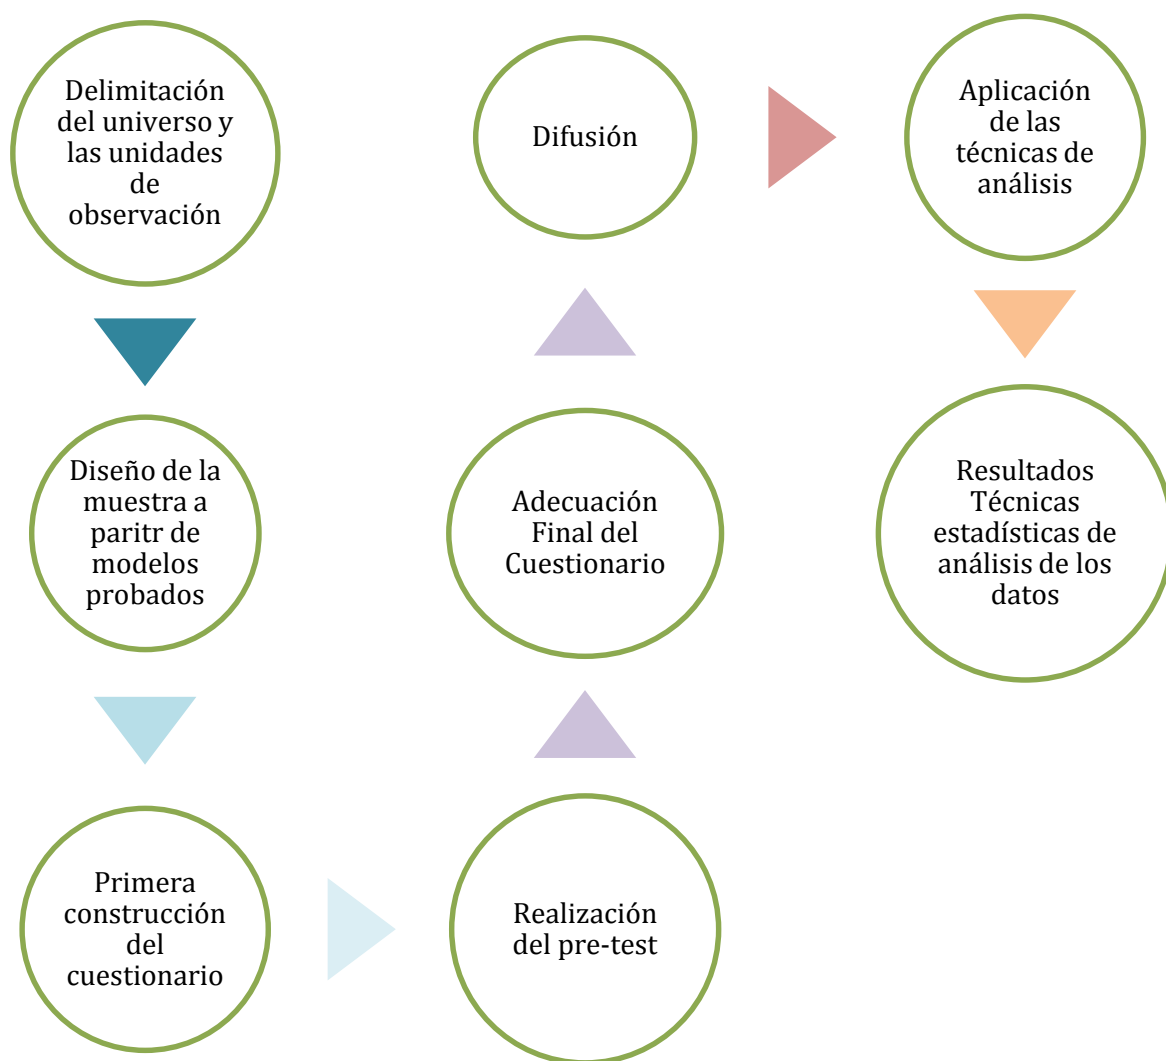 Delimitación
del universo y
las unidades
de
observación
Diseño de la
muestra a
paritr de
modelos
probados
Primera
construcción
del
cuestionario
Realización
del pre-test
Adecuación
Final del
Cuestionario
Difusión
Aplicación
de las
técnicas de
análisis
Resultados
Técnicas
estadísticas de
análisis de los
datos